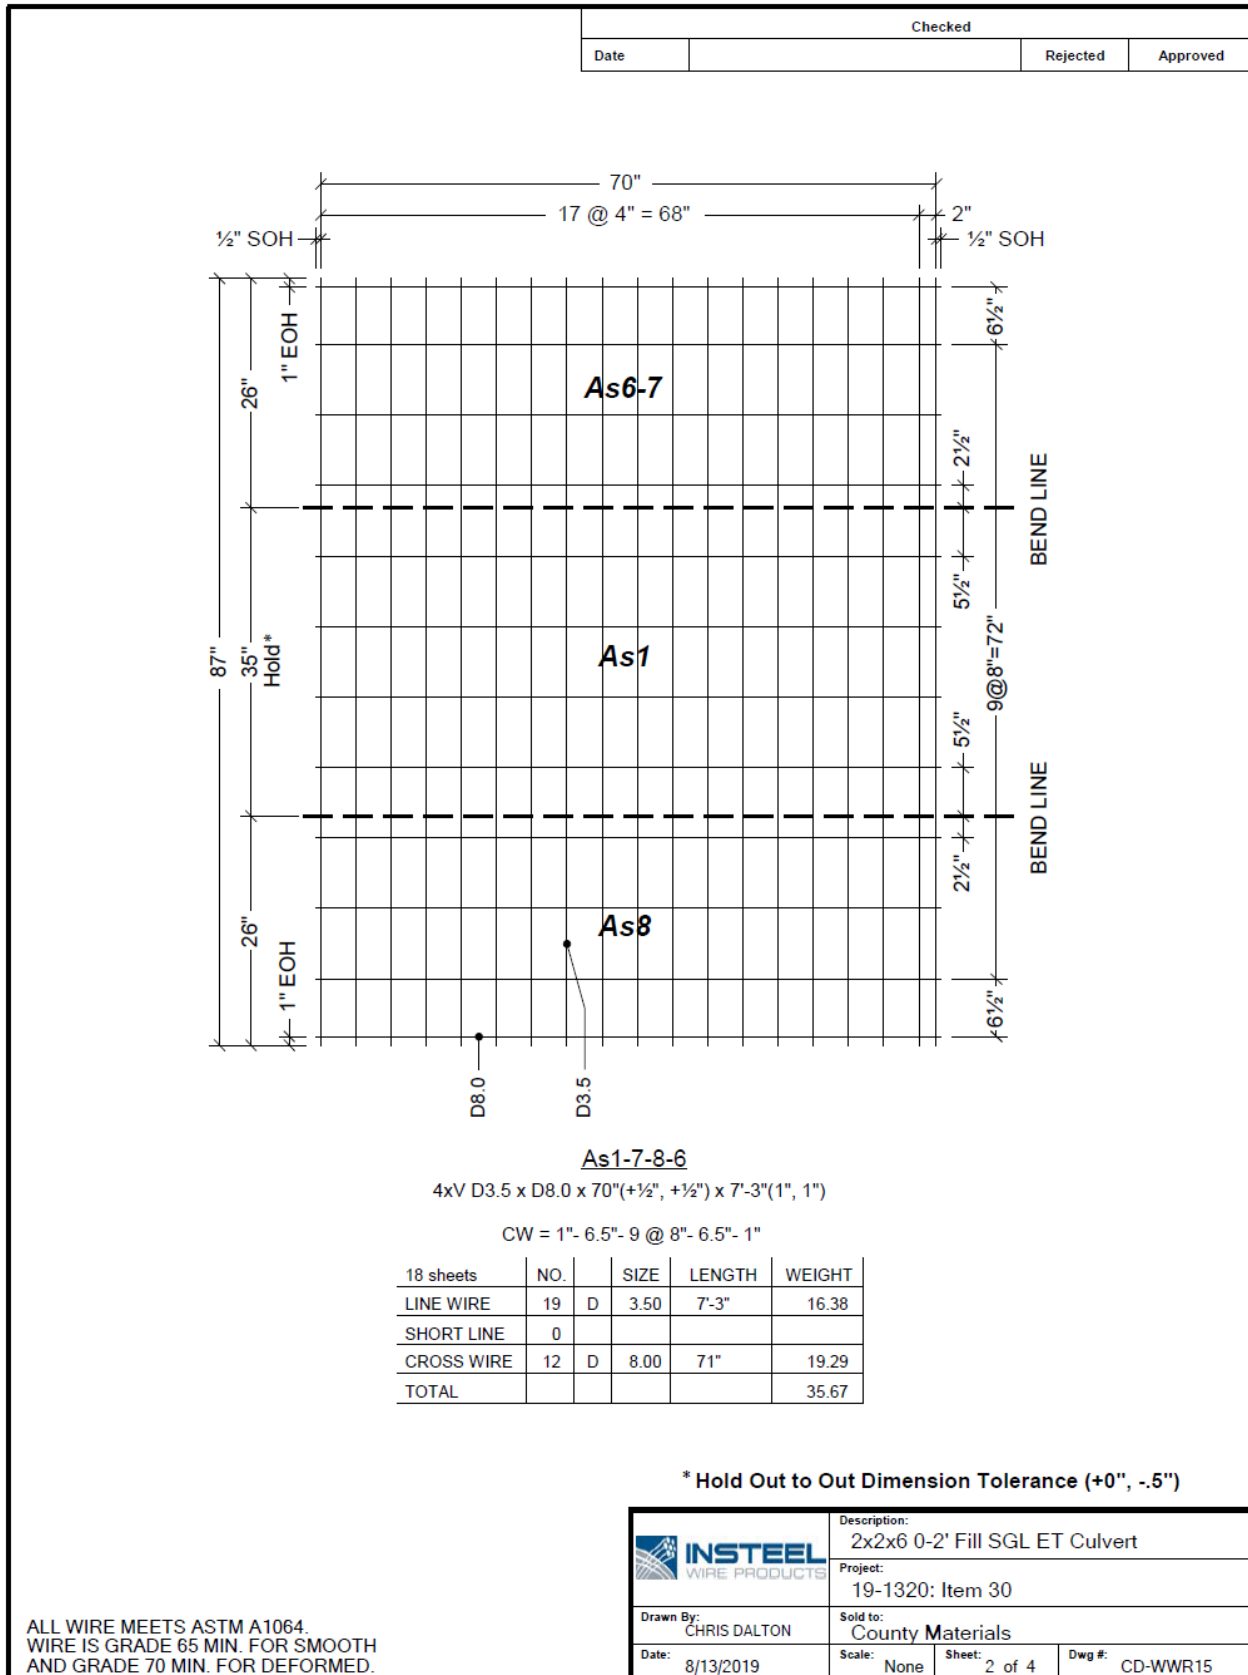 Checked
Date Rejected Approved
70"
17 @ 4" = 68" 2"
½" SOH ½" SOH
1" EOH
26"
6½"
As6-7
2½"
BEND LINE
5½"
87"
35"
Hold*
As1
9@8"=72"
5½"
BEND LINE
2½"
As8
26"
1" EOH
6½"
D8.0
D3.5
As1-7-8-6
4xV D3.5 x D8.0 x 70"(+½", +½") x 7'-3"(1", 1")
CW = 1"- 6.5"- 9 @ 8"- 6.5"- 1"
18 sheets NO. SIZE LENGTH WEIGHT
LINE WIRE 19 D 3.50 7'-3" 16.38
SHORT LINE 0
CROSS WIRE 12 D 8.00 71" 19.29
TOTAL 35.67
* Hold Out to Out Dimension Tolerance (+0", -.5")
INSTEEL
WIRE PRODUCTS
Description:
2x2x6 0-2' Fill SGL ET Culvert
Project:
19-1320: Item 30
Drawn By:
CHRIS DALTON
Sold to:
County Materials
Date:
8/13/2019
Scale:
None
Sheet:
2 of 4
Dwg #:
CD-WWR15
ALL WIRE MEETS ASTM A1064.
WIRE IS GRADE 65 MIN. FOR SMOOTH
AND GRADE 70 MIN. FOR DEFORMED.